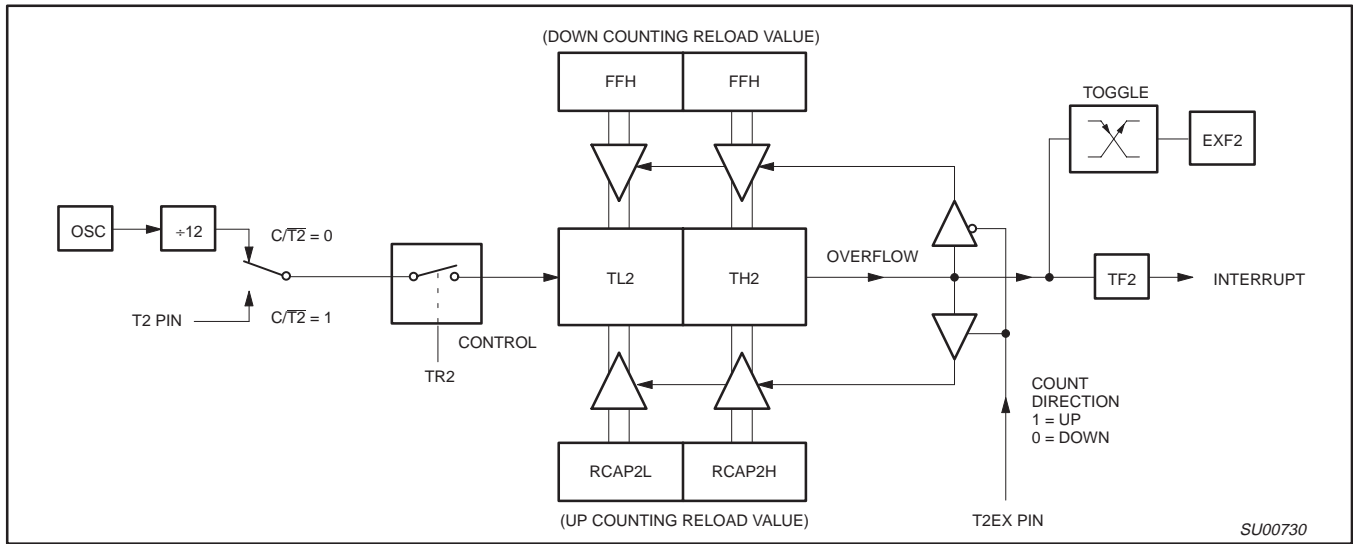 (DOWN COUNTING RELOAD VALUE)
FFH
FFH
TOGGLE
EXF2
OSC
÷12
C/T2̅ = 0
TL2
TH2
OVERFLOW
TF2
INTERRUPT
T2 PIN
C/T2̅ = 1
CONTROL
TR2
COUNT
DIRECTION
1 = UP
0 = DOWN
RCAP2L
RCAP2H
(UP COUNTING RELOAD VALUE)
T2EX PIN
SU00730